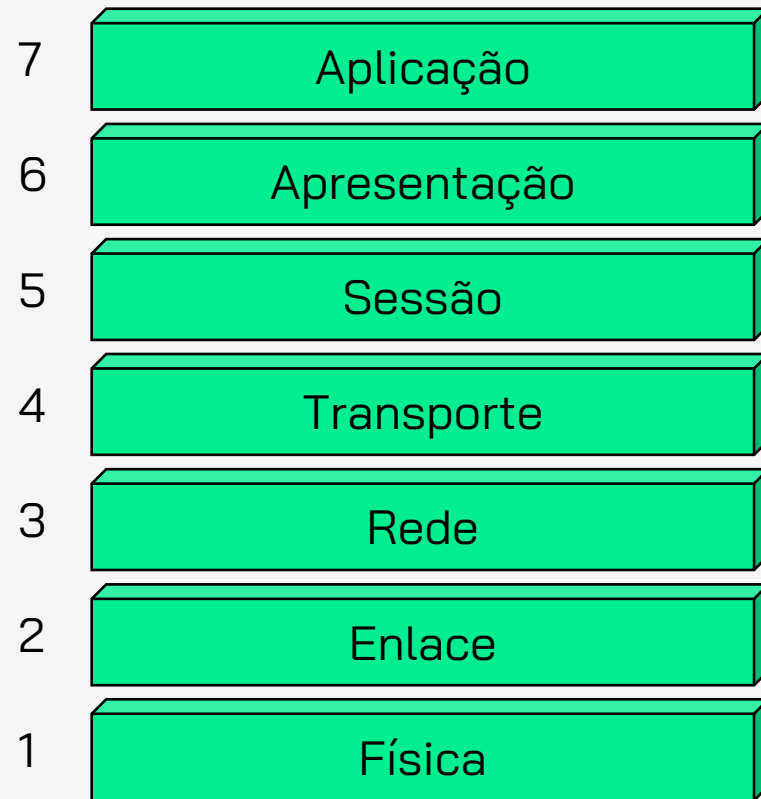 7 Aplicação
6 Apresentação
5 Sessão
4 Transporte
3 Rede
2 Enlace
1 Física